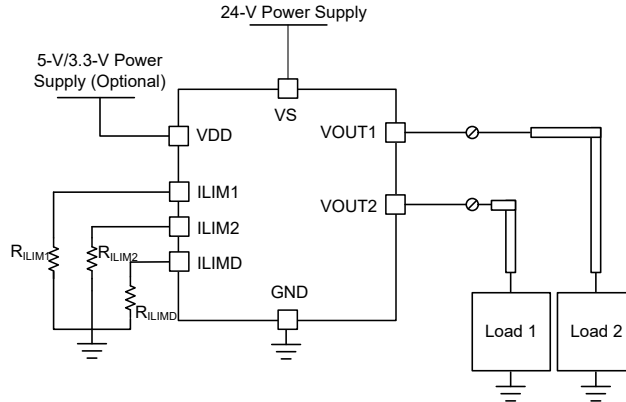 24-V Power Supply
5-V/3.3-V Power
Supply (Optional)
VS
VDD
VOUT1
ILIM1
VOUT2
ILIM2
ILIMD
RILIM1
RILIM2
RILIMD
GND
Load 1
Load 2